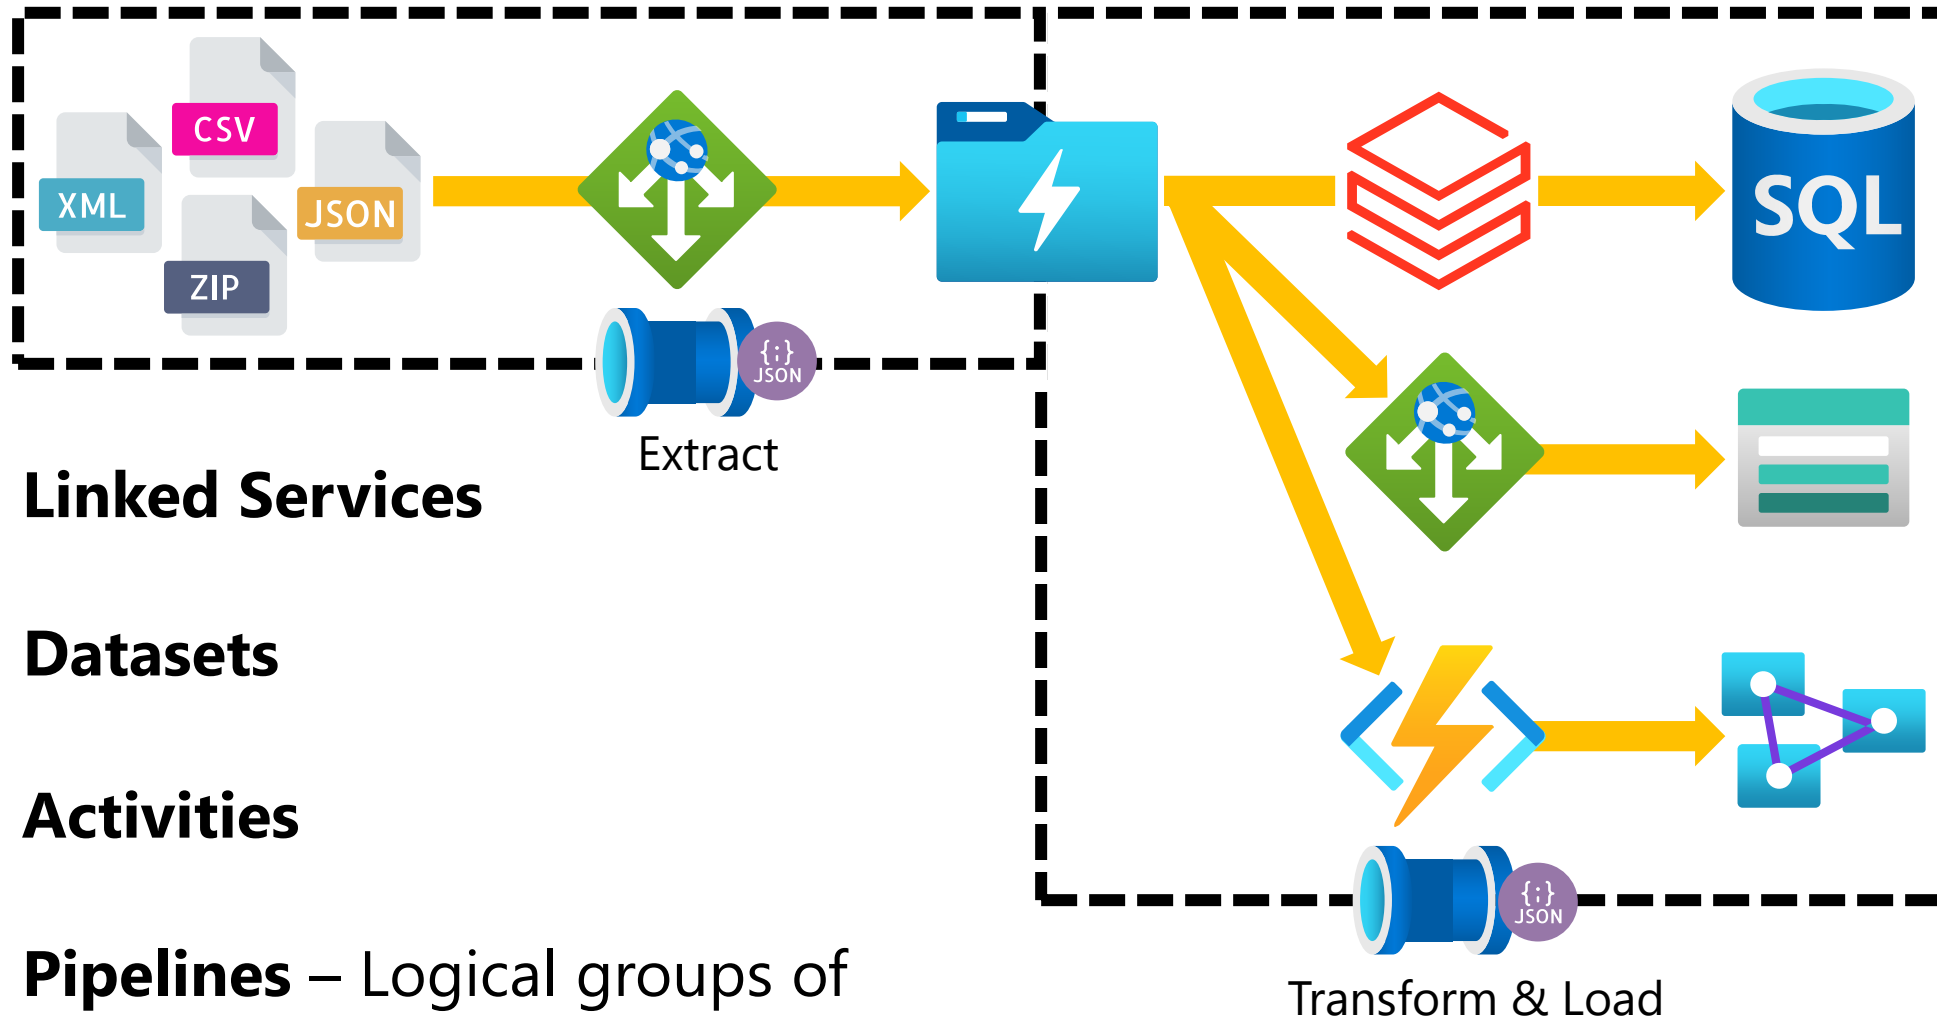 CSV
XML
JSON
ZIP
SQL
{;}
JSON
Extract
Linked Services
Datasets
Activities
{;}
JSON
Pipelines – Logical groups of
Transform & Load